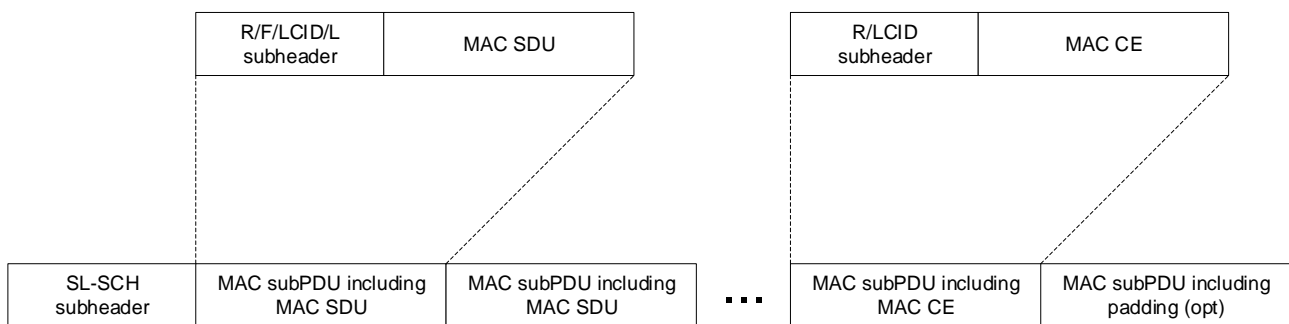 R/F/LCID/L
subheader
MAC SDU
R/LCID
subheader
MAC CE
SL-SCH
subheader
MAC subPDU including
MAC SDU
MAC subPDU including
MAC SDU
...
MAC subPDU including
MAC CE
MAC subPDU including
padding (opt)